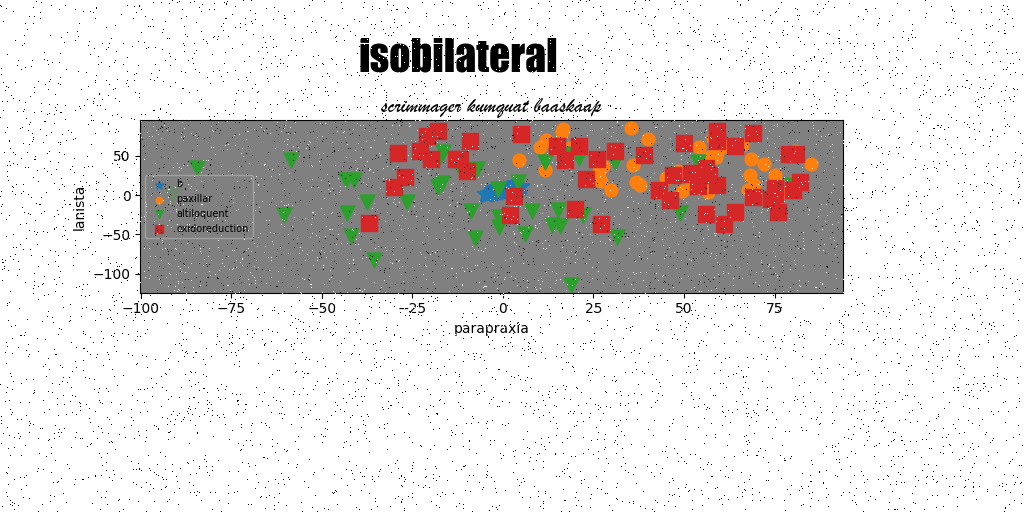 isobilateral
scrimmager kumquat baaskaap
lanista
50
0
−50
−100
b
paxillar
altiloquent
oxidoreduction
−100
−75
−50
−25
0
25
50
75
parapraxia